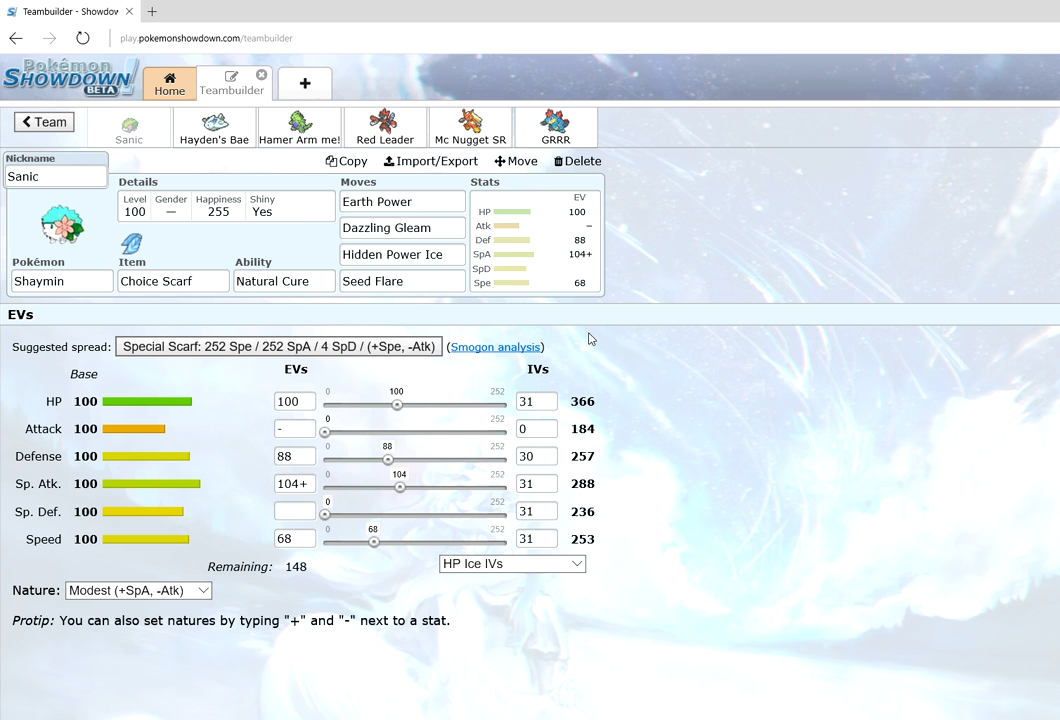 Teambuilder - Showdow
play.pokemonshowdown.com/teambuilder
Pokémon
SHOWDOWN!
BETA
Home
Teambuilder
< Team
Sanic
Hayden's Bae
Hamer Arm me!
Red Leader
Mc Nugget SR
GRRR
Nickname
Sanic
Copy
Import/Export
Move
Delete
Details
Level Gender Happiness Shiny
100 — 255 Yes
Moves
Earth Power
Dazzling Gleam
Hidden Power Ice
Seed Flare
Stats
EV
HP 100
Atk –
Def 88
SpA 104+
SpD
Spe 68
Pokémon
Shaymin
Item
Choice Scarf
Ability
Natural Cure
EVs
Suggested spread: Special Scarf: 252 Spe / 252 SpA / 4 SpD / (+Spe, -Atk) (Smogon analysis)
Base EVs IVs
HP 100 100 0 100 252 31 366
Attack 100 - 0 252 0 184
Defense 100 88 0 88 252 30 257
Sp. Atk. 100 104+ 0 104 252 31 288
Sp. Def. 100 0 252 31 236
Speed 100 68 0 68 252 31 253
Remaining: 148
HP Ice IVs
Nature: Modest (+SpA, -Atk)
Protip: You can also set natures by typing "+" and "-" next to a stat.